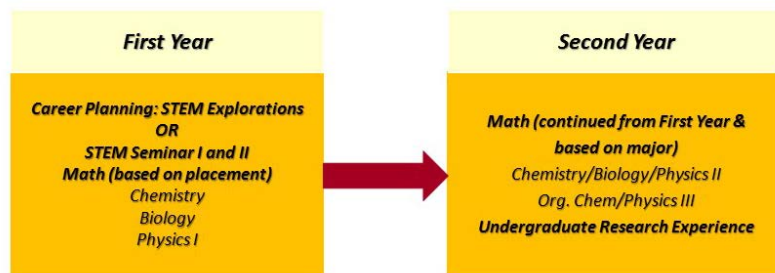 First Year
Career Planning: STEM Explorations
OR
STEM Seminar I and II
Math (based on placement)
Chemistry
Biology
Physics I
Second Year
Math (continued from First Year &
based on major)
Chemistry/Biology/Physics II
Org. Chem/Physics III
Undergraduate Research Experience